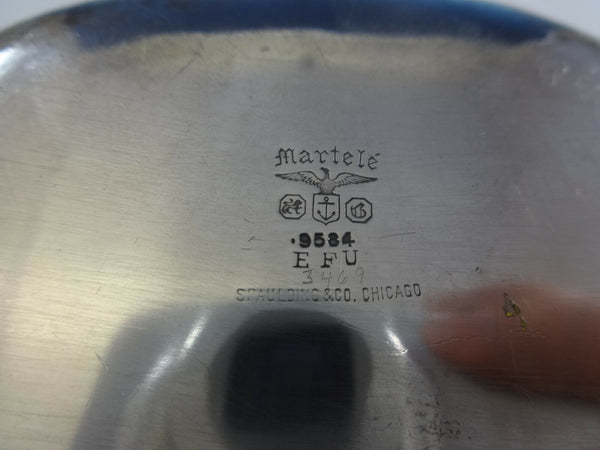 Martelé
.9584
E F U
3469
SPAULDING & CO. CHICAGO